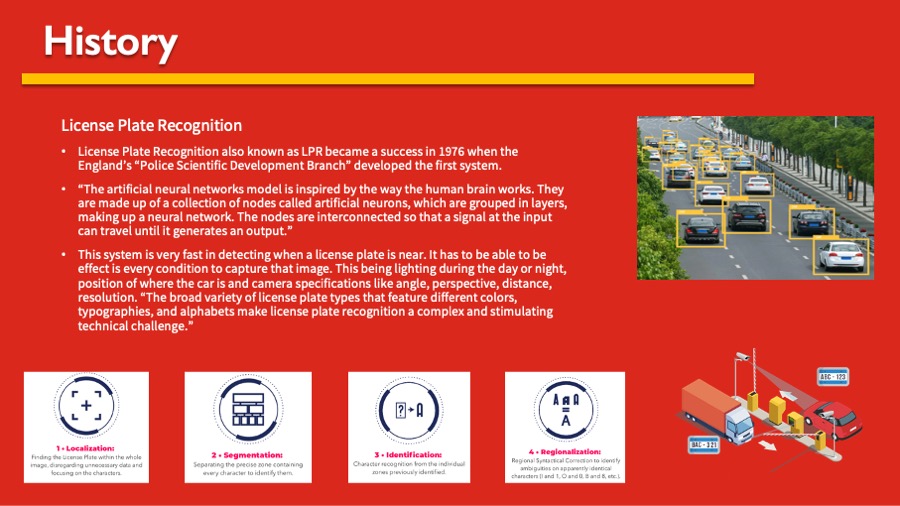 History
License Plate Recognition
• License Plate Recognition also known as LPR became a success in 1976 when the
England's “Police Scientific Development Branch” developed the first system.
• “The artificial neural networks model is inspired by the way the human brain works. They
are made up of a collection of nodes called artificial neurons, which are grouped in layers,
making up a neural network. The nodes are interconnected so that a signal at the input
can travel until it generates an output.”
• This system is very fast in detecting when a license plate is near. It has to be able to be
effect is every condition to capture that image. This being lighting during the day or night,
position of where the car is and camera specifications like angle, perspective, distance,
resolution. “The broad variety of license plate types that feature different colors,
typographies, and alphabets make license plate recognition a complex and stimulating
technical challenge.”
1 • Localization:
Finding the License Plate within the whole
image, disregarding unnecessary data and
focusing on the characters.
2 • Segmentation:
Separating the precise zone containing
every character to identify them.
? A
3 • Identification:
Character recognition from the individual
zones previously identified.
A A A
=
A
4 • Regionalization:
Regional Syntactical Correction to identify
ambiguities on apparently identical
characters (I and 1, O and 0, B and 8, etc.).
AEC - 123
BAC - 321